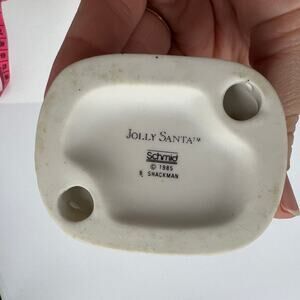 JOLLY SANTA™
Schmid
© 1985
B. SHACKMAN